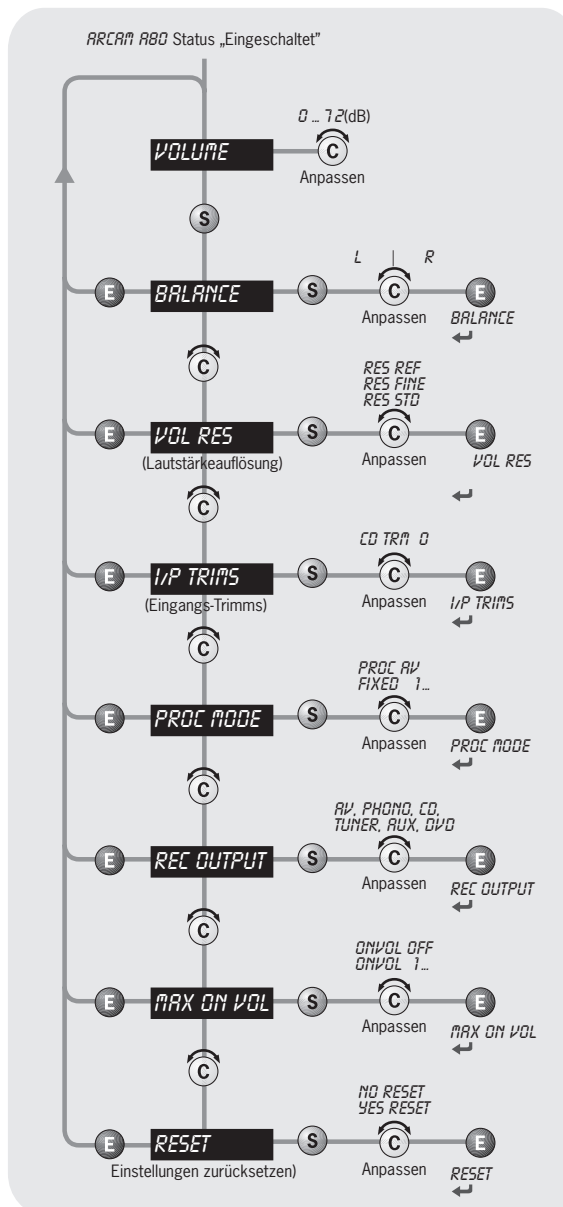 ARCAM A80 Status „Eingeschaltet"
0 … 72(dB)
VOLUME
C
Anpassen
S
L | R
E
BALANCE
S
C
E
Anpassen
BALANCE
C
RES REF
RES FINE
RES STD
E
VOL RES
S
C
E
(Lautstärkeauflösung)
Anpassen
VOL RES
C
CD TRM 0
E
I/P TRIMS
S
C
E
(Eingangs-Trimms)
Anpassen
I/P TRIMS
C
PROC AV
FIXED 1…
E
PROC MODE
S
C
E
Anpassen
PROC MODE
C
AV, PHONO, CD,
TUNER, AUX, DVD
E
REC OUTPUT
S
C
E
Anpassen
REC OUTPUT
C
ONVOL OFF
ONVOL 1…
E
MAX ON VOL
S
C
E
Anpassen
MAX ON VOL
C
NO RESET
YES RESET
E
RESET
S
C
E
Einstellungen zurücksetzen)
Anpassen
RESET